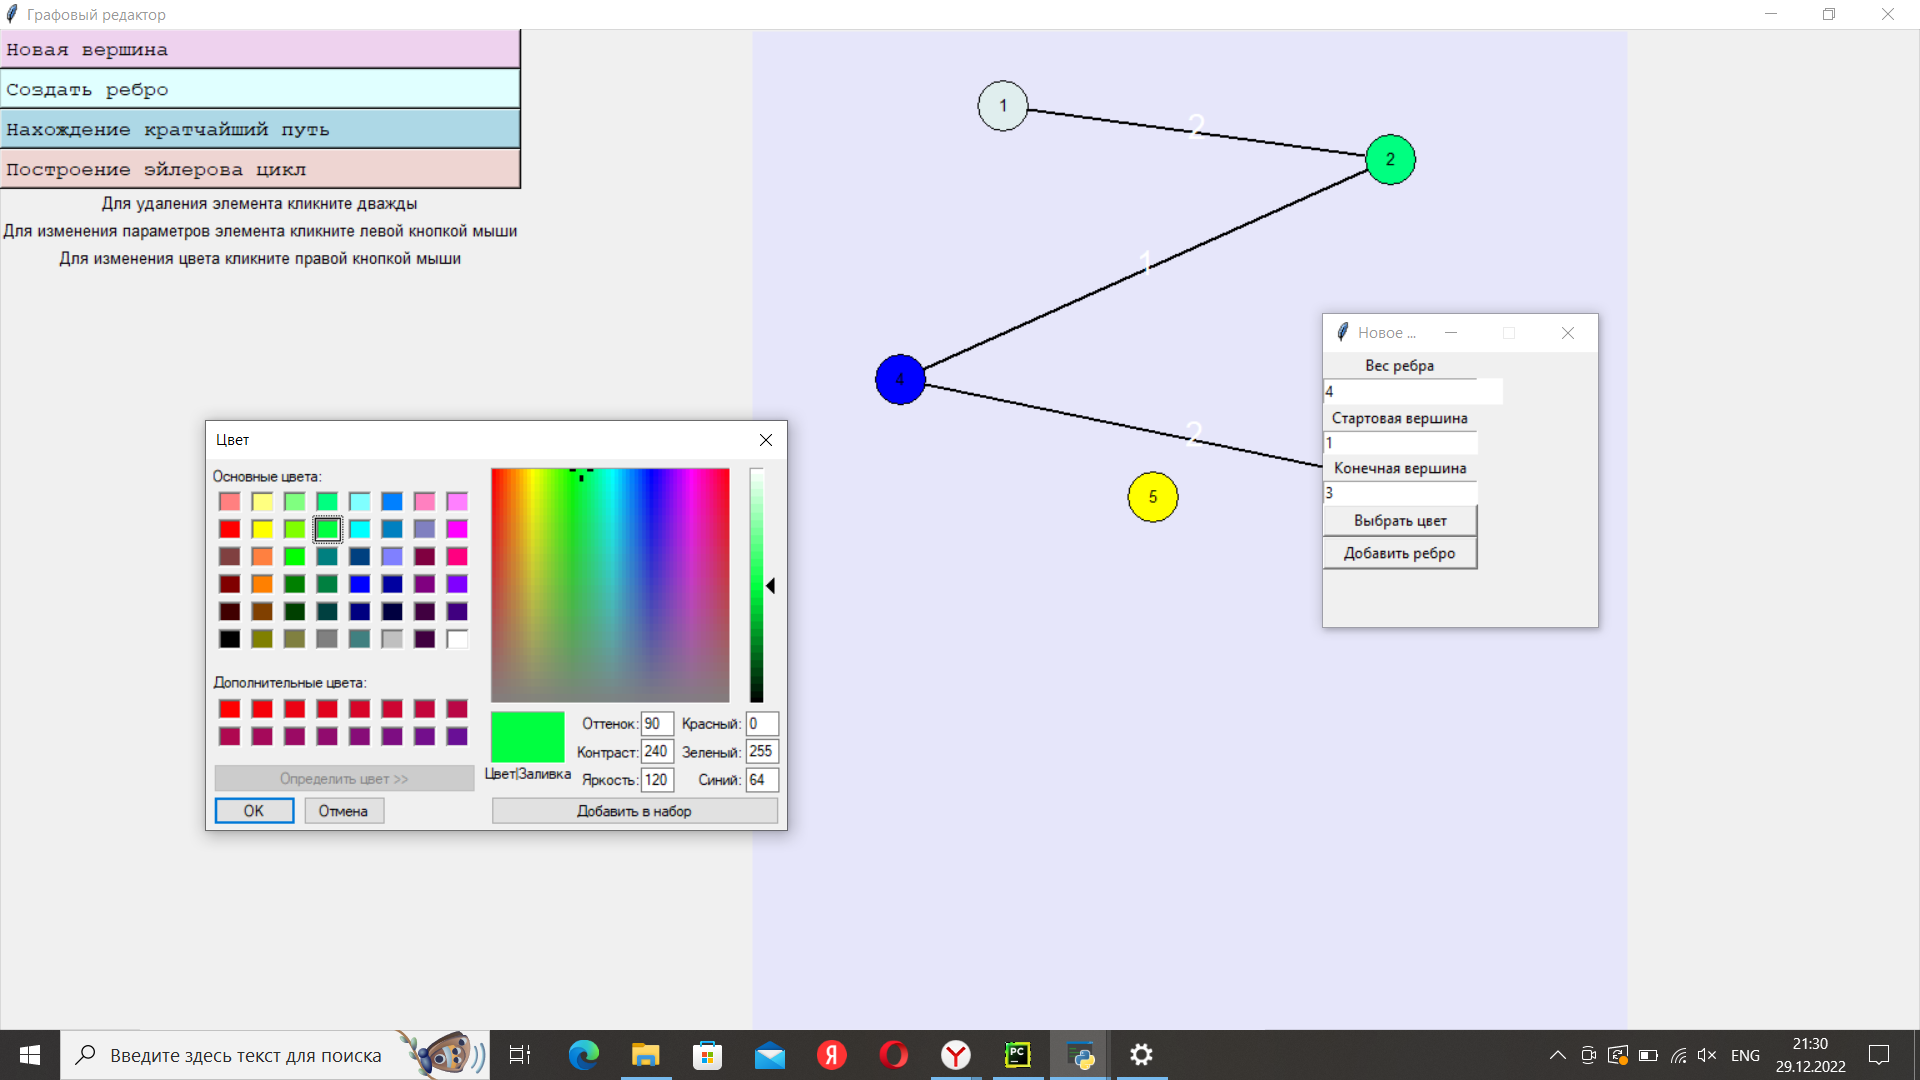 Графовый редактор
Новая вершина
Создать ребро
Нахождение кратчайший путь
Построение эйлерова цикл
Для удаления элемента кликните дважды
Для изменения параметров элемента кликните левой кнопкой мыши
Для изменения цвета кликните правой кнопкой мыши
1
2
2
1
4
2
5
Новое ...
Вес ребра
4
Стартовая вершина
1
Конечная вершина
3
Выбрать цвет
Добавить ребро
Цвет
Основные цвета:
Дополнительные цвета:
Определить цвет >>
OK
Отмена
Цвет|Заливка
Оттенок: 90
Красный: 0
Контраст: 240
Зеленый: 255
Яркость: 120
Синий: 64
Добавить в набор
Введите здесь текст для поиска
Я
Y
PC
ENG
21:30
29.12.2022